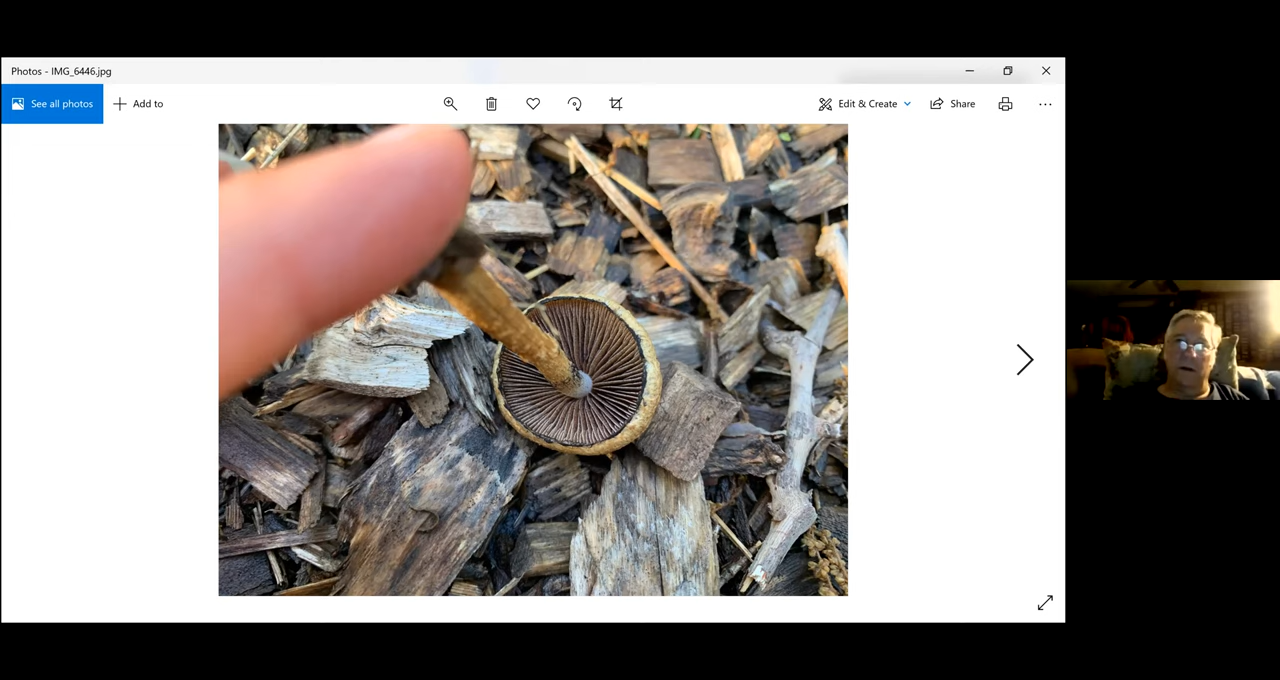 Photos - IMG_6446.jpg
See all photos
Add to
Edit & Create
Share